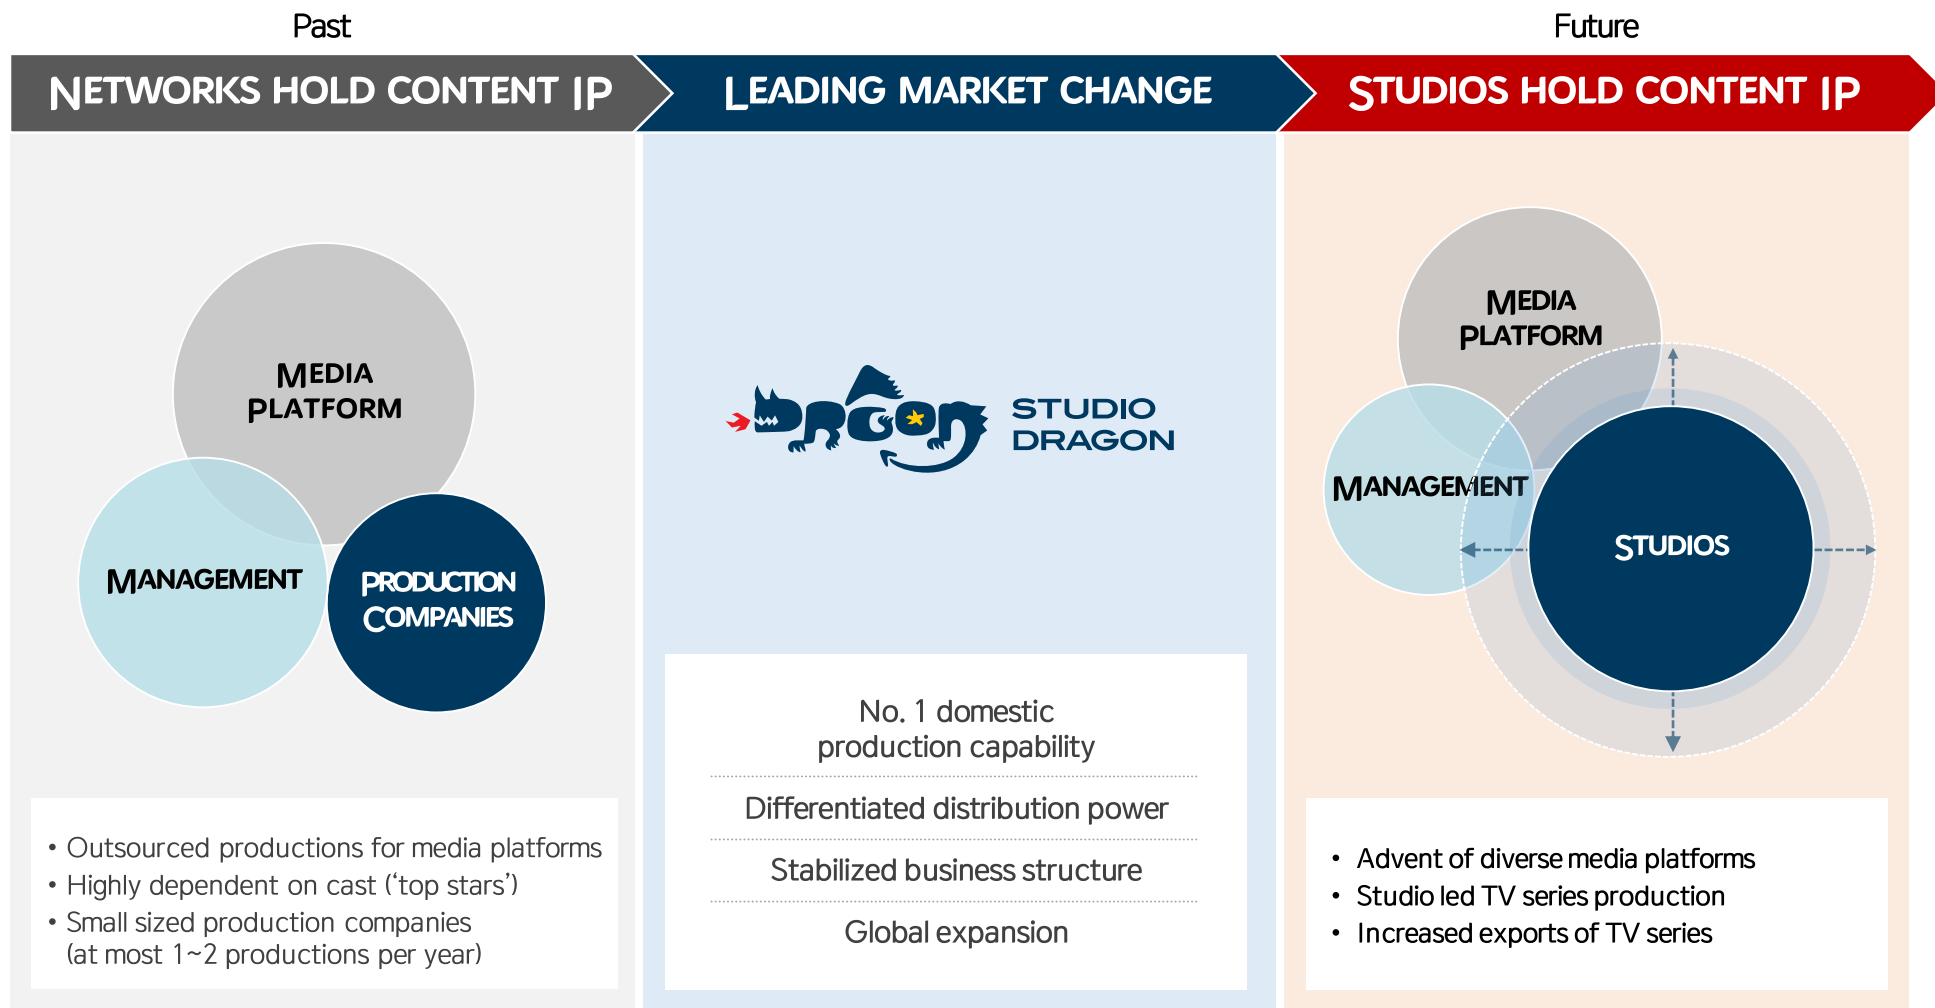 Past
Future
NETWORKS HOLD CONTENT IP
LEADING MARKET CHANGE
STUDIOS HOLD CONTENT IP
MEDIA
PLATFORM
MANAGEMENT
PRODUCTION
COMPANIES
• Outsourced productions for media platforms
• Highly dependent on cast (‘top stars’)
• Small sized production companies
(at most 1~2 productions per year)
DRAGON
STUDIO
DRAGON
No. 1 domestic
production capability
Differentiated distribution power
Stabilized business structure
Global expansion
MEDIA
PLATFORM
MANAGEMENT
STUDIOS
• Advent of diverse media platforms
• Studio led TV series production
• Increased exports of TV series